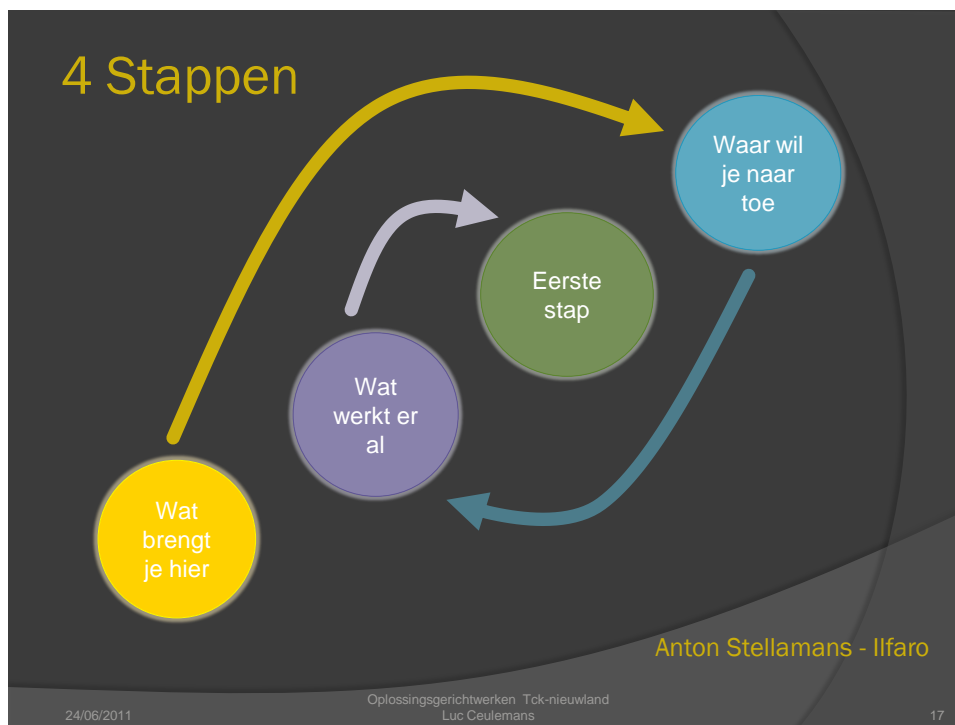 4 Stappen
Waar wil
je naar
toe
Eerste
stap
Wat
werkt er
al
Wat
brengt
je hier
Anton Stellamans - Ilfaro
24/06/2011
Oplossingsgerichtwerken Tck-nieuwland
Luc Ceulemans
17